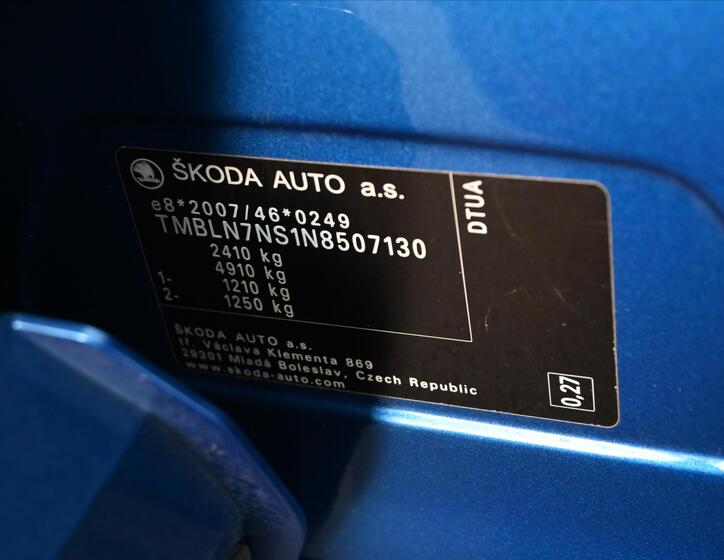 ŠKODA AUTO a.s.
e8*2007/46*0249
TMBLN7NS1N8507130
2410 kg
4910 kg
1- 1210 kg
2- 1250 kg
ŠKODA AUTO a.s.
tř. Václava Klementa 869
29301 Mladá Boleslav, Czech Republic
www.skoda-auto.com
DTUA
0,27